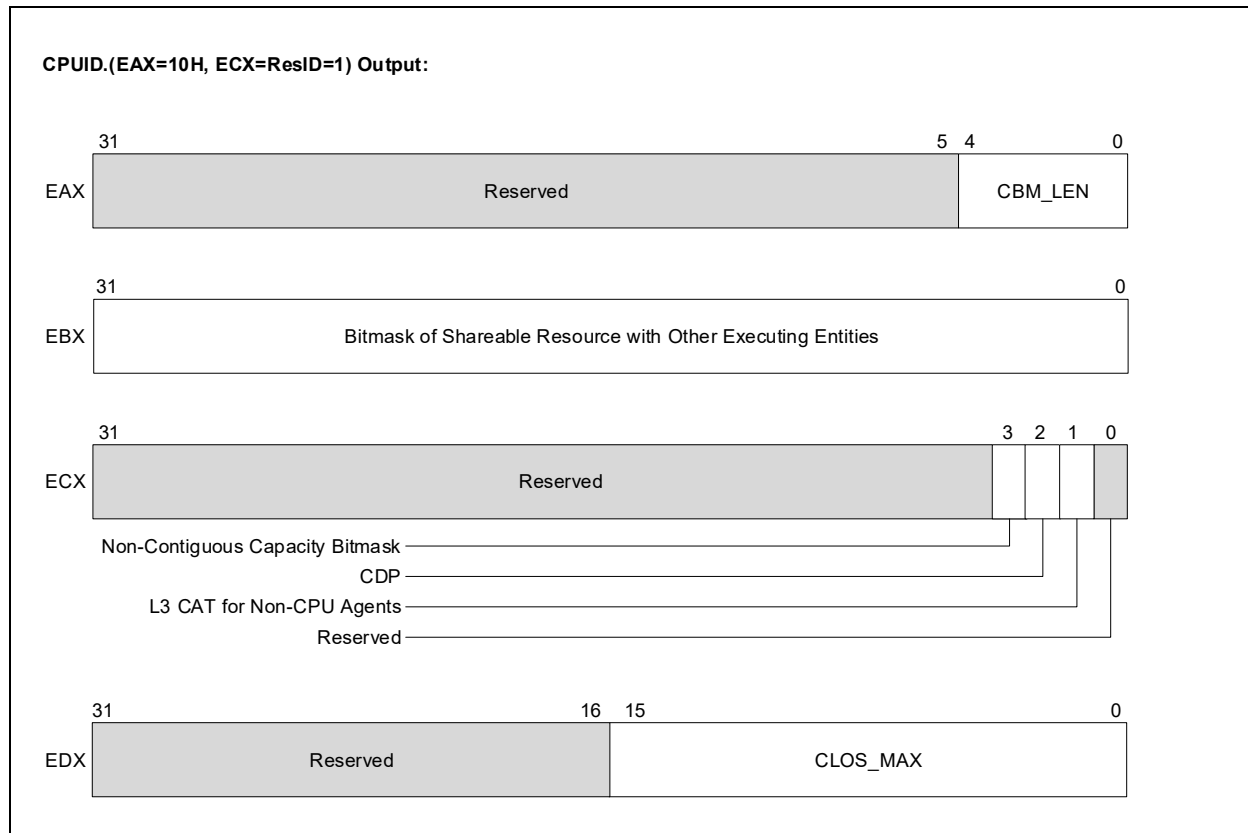 CPUID.(EAX=10H, ECX=ResID=1) Output:
31 5 4 0
EAX Reserved CBM_LEN
31 0
EBX Bitmask of Shareable Resource with Other Executing Entities
31 3 2 1 0
ECX Reserved
Non-Contiguous Capacity Bitmask
CDP
L3 CAT for Non-CPU Agents
Reserved
31 16 15 0
EDX Reserved CLOS_MAX